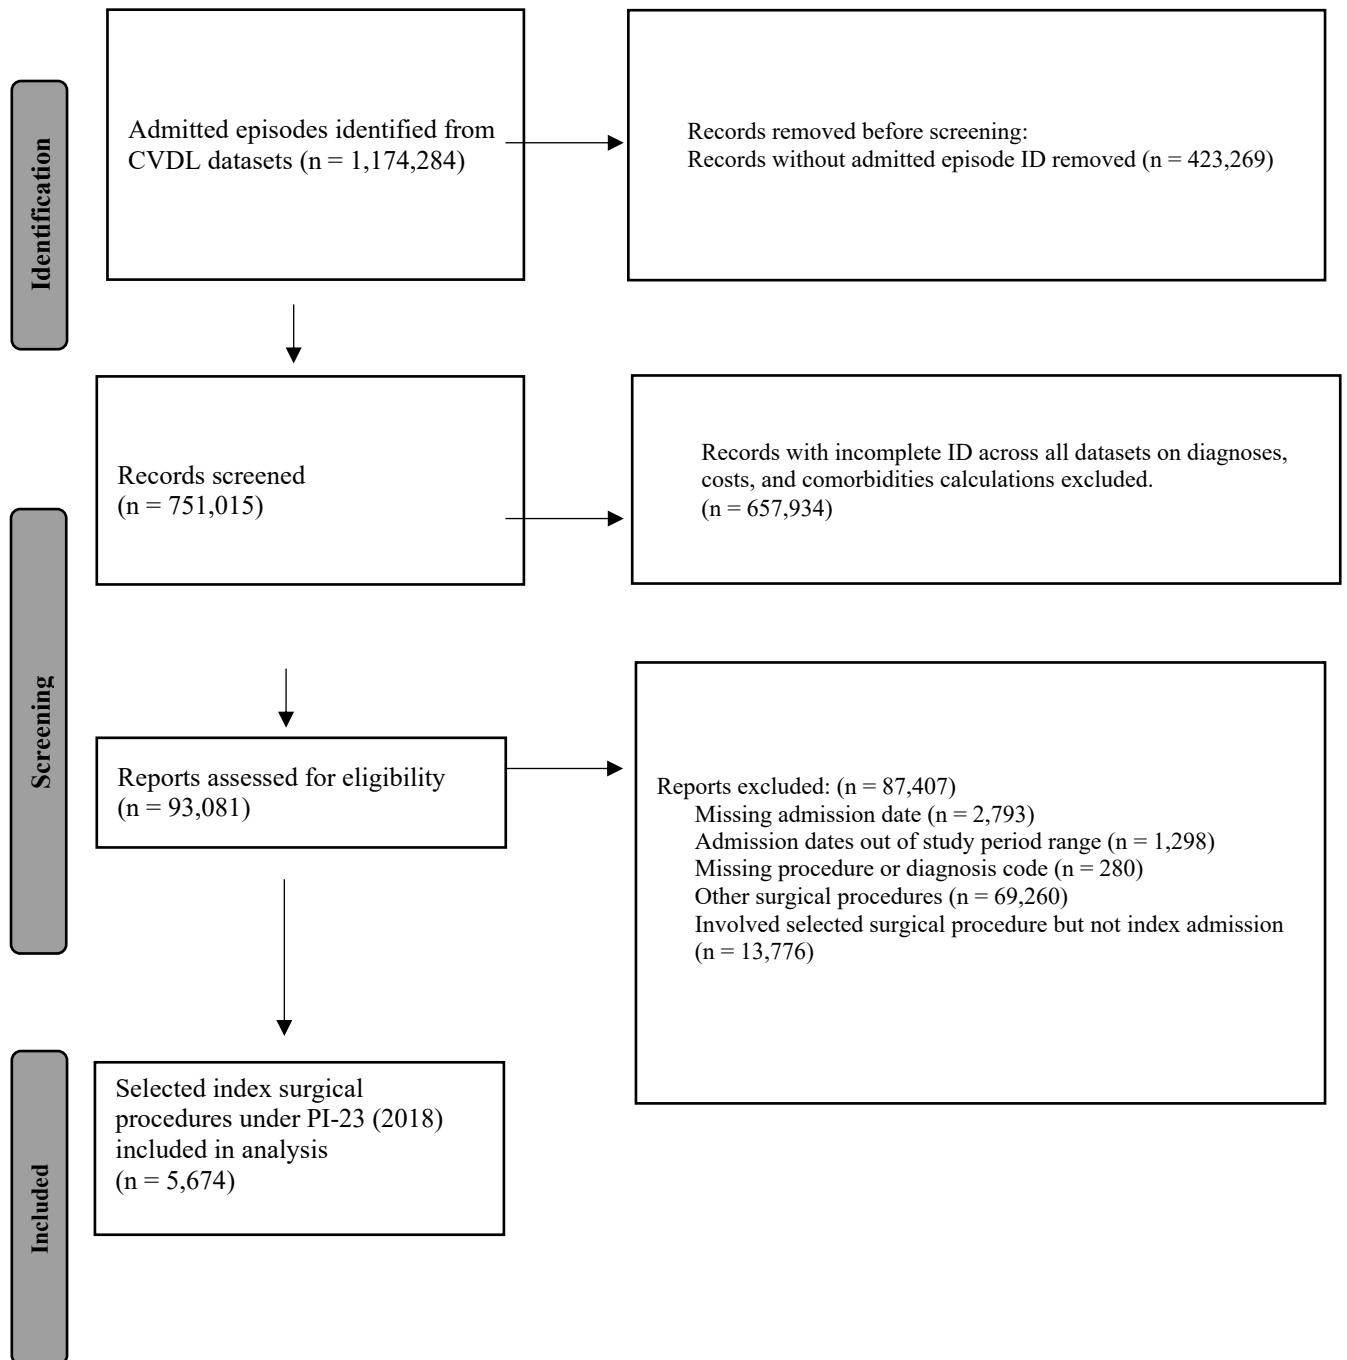 Identification
Admitted episodes identified from
CVDL datasets (n = 1,174,284)
Records removed before screening:
Records without admitted episode ID removed (n = 423,269)
Screening
Records screened
(n = 751,015)
Records with incomplete ID across all datasets on diagnoses,
costs, and comorbidities calculations excluded.
(n = 657,934)
Reports assessed for eligibility
(n = 93,081)
Reports excluded: (n = 87,407)
Missing admission date (n = 2,793)
Admission dates out of study period range (n = 1,298)
Missing procedure or diagnosis code (n = 280)
Other surgical procedures (n = 69,260)
Involved selected surgical procedure but not index admission
(n = 13,776)
Included
Selected index surgical
procedures under PI-23 (2018)
included in analysis
(n = 5,674)